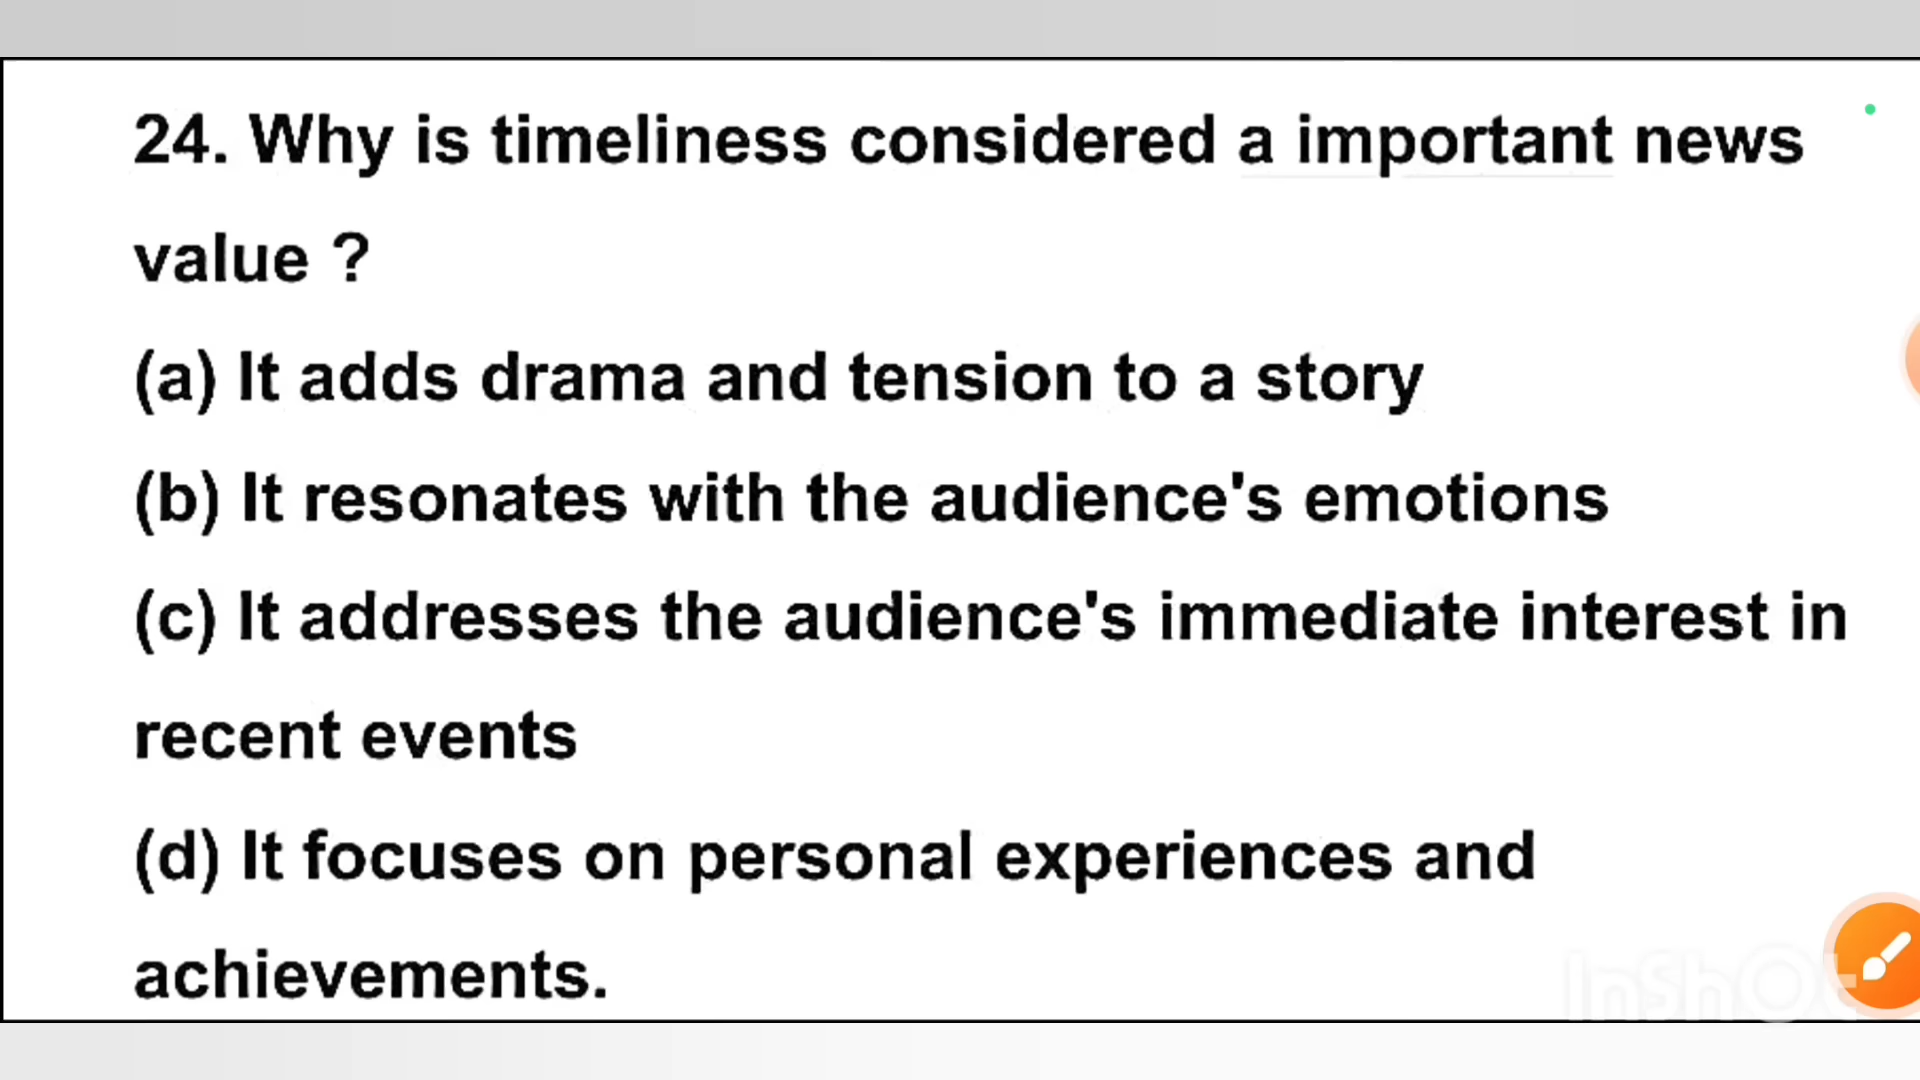 24. Why is timeliness considered a important news
value ?
(a) It adds drama and tension to a story
(b) It resonates with the audience's emotions
(c) It addresses the audience's immediate interest in
recent events
(d) It focuses on personal experiences and
achievements.
InShOt